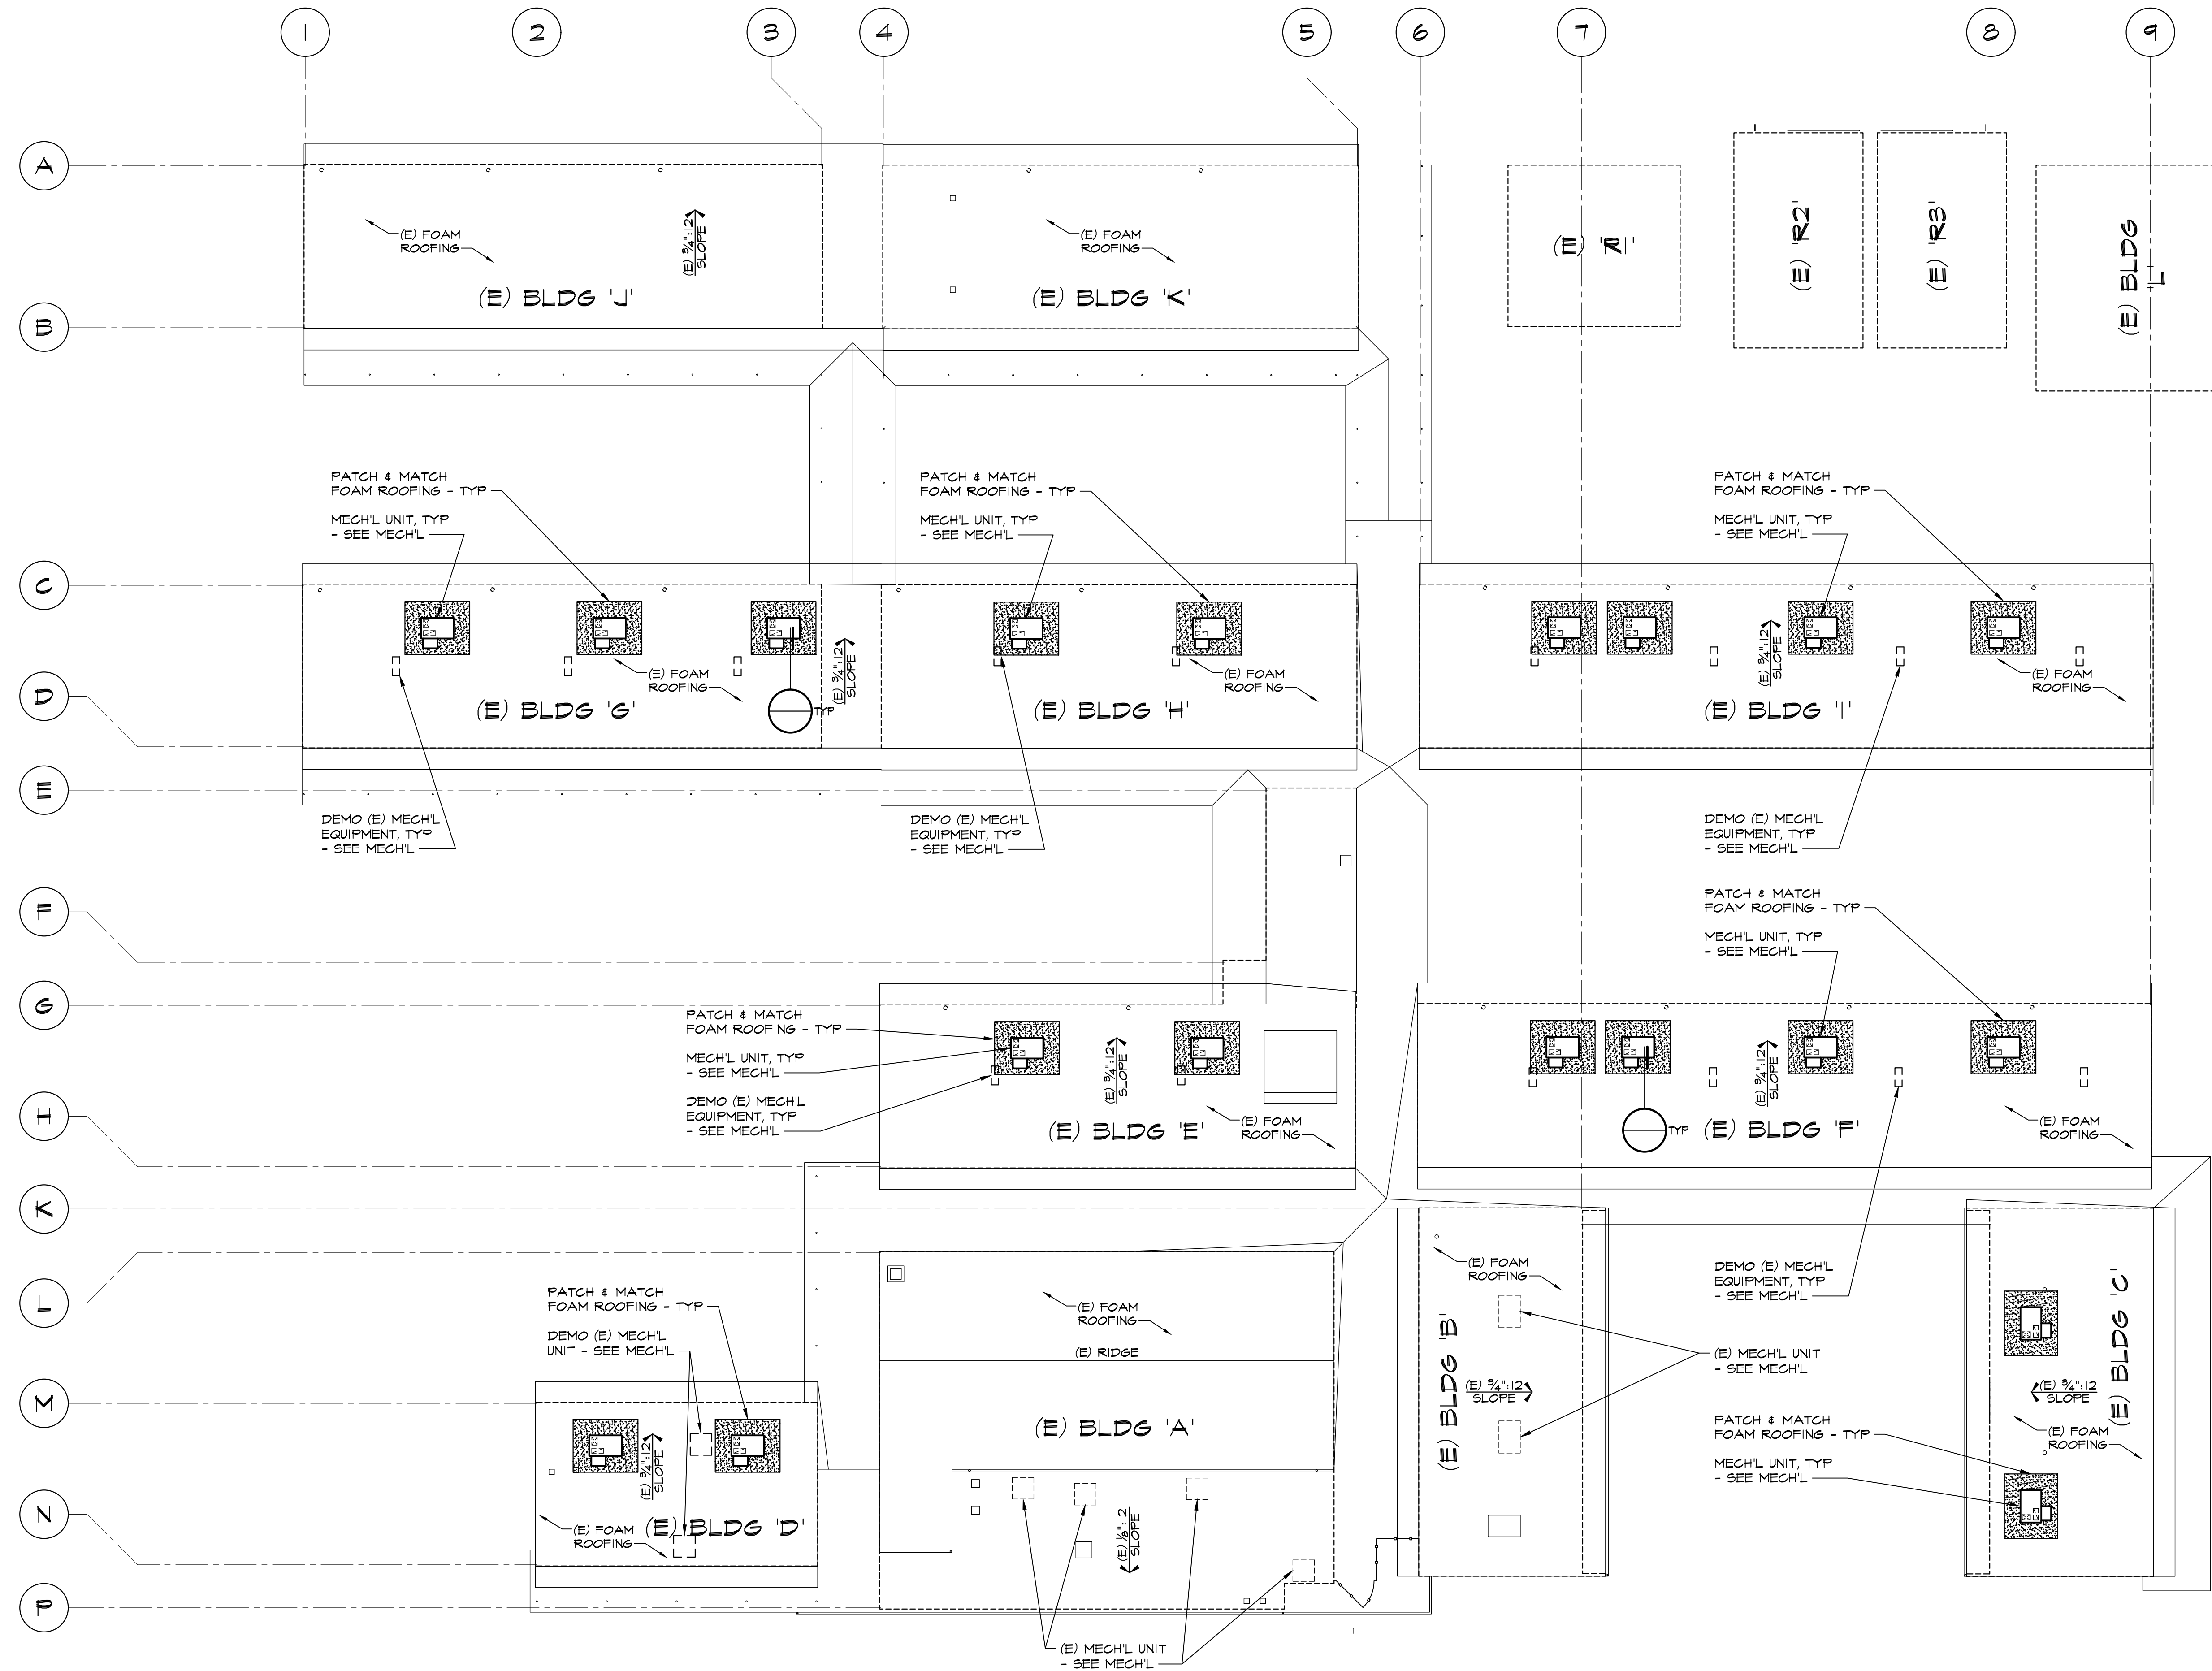 1 2 3 4 5 6 7 8 9
A
(E) 'R1'
(E) 'R2'
(E) 'R3'
(E) BLDG
'L'
(E) FOAM
ROOFING
(E) 3/4":12
SLOPE
(E) FOAM
ROOFING
(E) BLDG 'J'
(E) BLDG 'K'
B
PATCH & MATCH
FOAM ROOFING - TYP
MECH'L UNIT, TYP
- SEE MECH'L
PATCH & MATCH
FOAM ROOFING - TYP
MECH'L UNIT, TYP
- SEE MECH'L
PATCH & MATCH
FOAM ROOFING - TYP
MECH'L UNIT, TYP
- SEE MECH'L
C
(E) FOAM
ROOFING
(E) 3/4":12
SLOPE
(E) FOAM
ROOFING
(E) 3/4":12
SLOPE
(E) FOAM
ROOFING
D
(E) BLDG 'G'
TYP
(E) BLDG 'H'
(E) BLDG 'I'
E
DEMO (E) MECH'L
EQUIPMENT, TYP
- SEE MECH'L
DEMO (E) MECH'L
EQUIPMENT, TYP
- SEE MECH'L
DEMO (E) MECH'L
EQUIPMENT, TYP
- SEE MECH'L
F
PATCH & MATCH
FOAM ROOFING - TYP
MECH'L UNIT, TYP
- SEE MECH'L
G
PATCH & MATCH
FOAM ROOFING - TYP
MECH'L UNIT, TYP
- SEE MECH'L
DEMO (E) MECH'L
EQUIPMENT, TYP
- SEE MECH'L
(E) 3/4":12
SLOPE
(E) FOAM
ROOFING
(E) BLDG 'E'
(E) 3/4":12
SLOPE
(E) FOAM
ROOFING
TYP
(E) BLDG 'F'
H
K
L
PATCH & MATCH
FOAM ROOFING - TYP
DEMO (E) MECH'L
UNIT - SEE MECH'L
(E) FOAM
ROOFING
(E) RIDGE
(E) BLDG 'A'
(E) FOAM
ROOFING
(E) BLDG 'B'
(E) 3/4":12
SLOPE
DEMO (E) MECH'L
EQUIPMENT, TYP
- SEE MECH'L
(E) MECH'L UNIT
- SEE MECH'L
PATCH & MATCH
FOAM ROOFING - TYP
MECH'L UNIT, TYP
- SEE MECH'L
(E) BLDG 'C'
(E) 3/4":12
SLOPE
(E) FOAM
ROOFING
M
(E) 3/4":12
SLOPE
N
(E) FOAM
ROOFING
(E) BLDG 'D'
(E) 1/8":12
SLOPE
P
(E) MECH'L UNIT
- SEE MECH'L